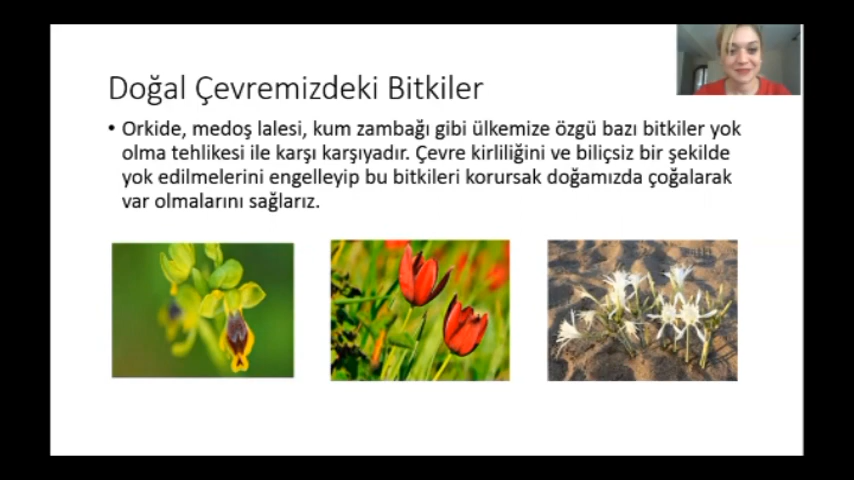 Doğal Çevremizdeki Bitkiler
• Orkide, medoş lalesi, kum zambağı gibi ülkemize özgü bazı bitkiler yok
olma tehlikesi ile karşı karşıyadır. Çevre kirliliğini ve biliçsiz bir şekilde
yok edilmelerini engelleyip bu bitkileri korursak doğamızda çoğalarak
var olmalarını sağlarız.